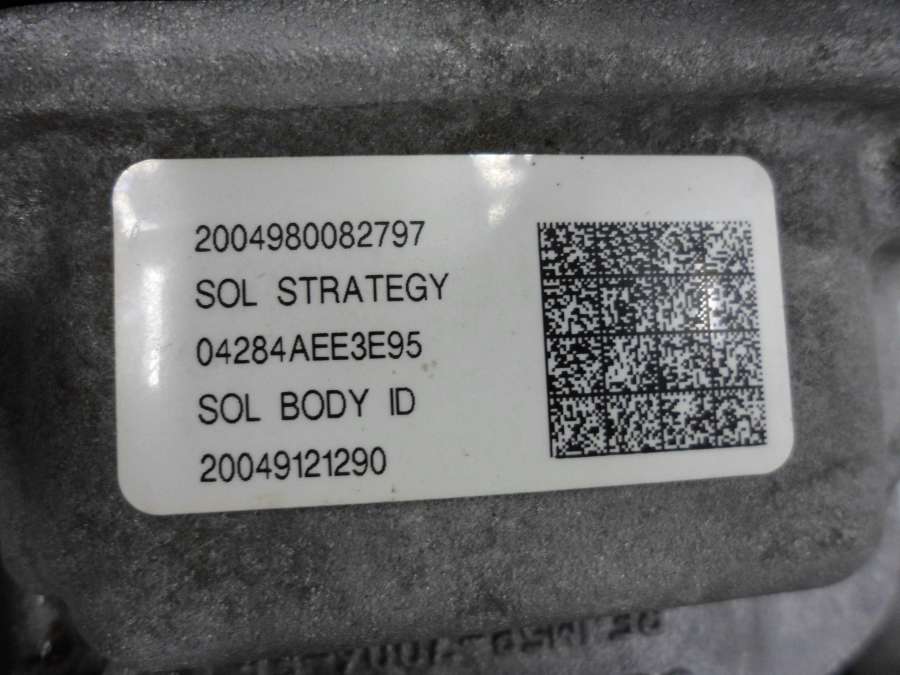 2004980082797
SOL STRATEGY
04284AEE3E95
SOL BODY ID
20049121290